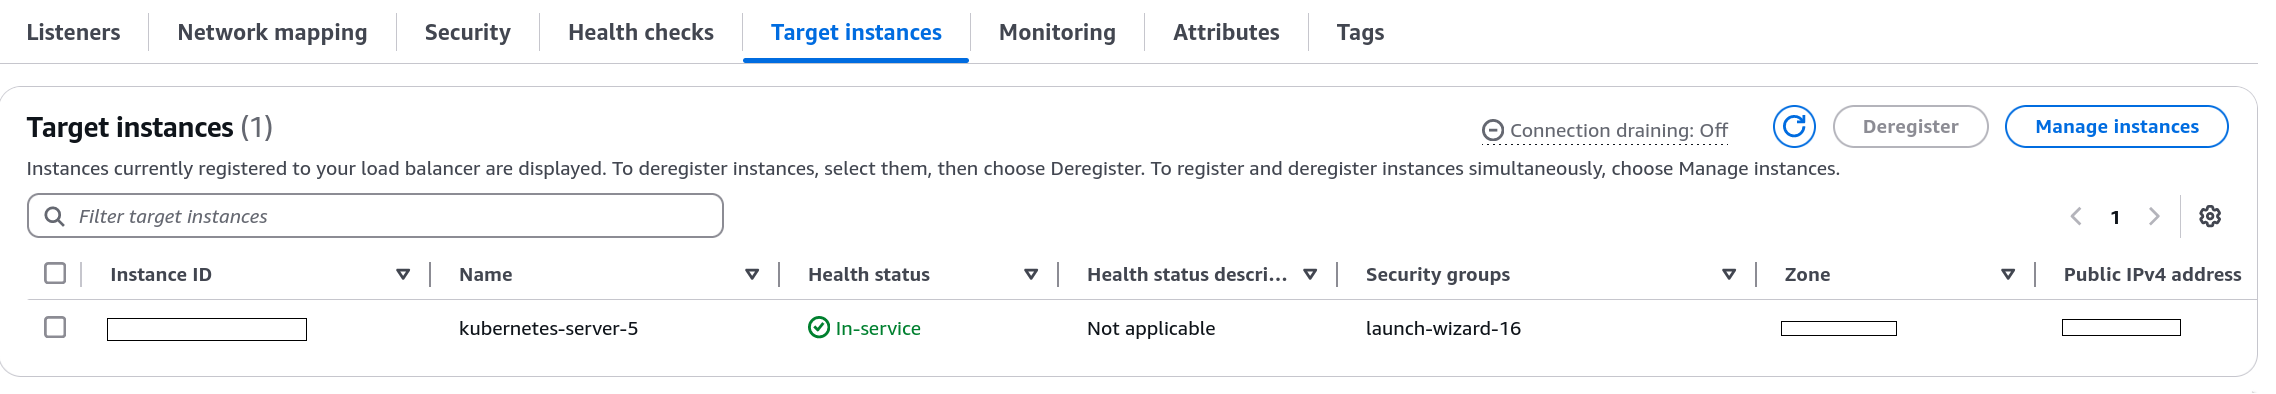 Listeners Network mapping Security Health checks Target instances Monitoring Attributes Tags
Target instances (1)
Connection draining: Off Deregister Manage instances
Instances currently registered to your load balancer are displayed. To deregister instances, select them, then choose Deregister. To register and deregister instances simultaneously, choose Manage instances.
Filter target instances
1
Instance ID Name Health status Health status descri... Security groups Zone Public IPv4 address
kubernetes-server-5 In-service Not applicable launch-wizard-16